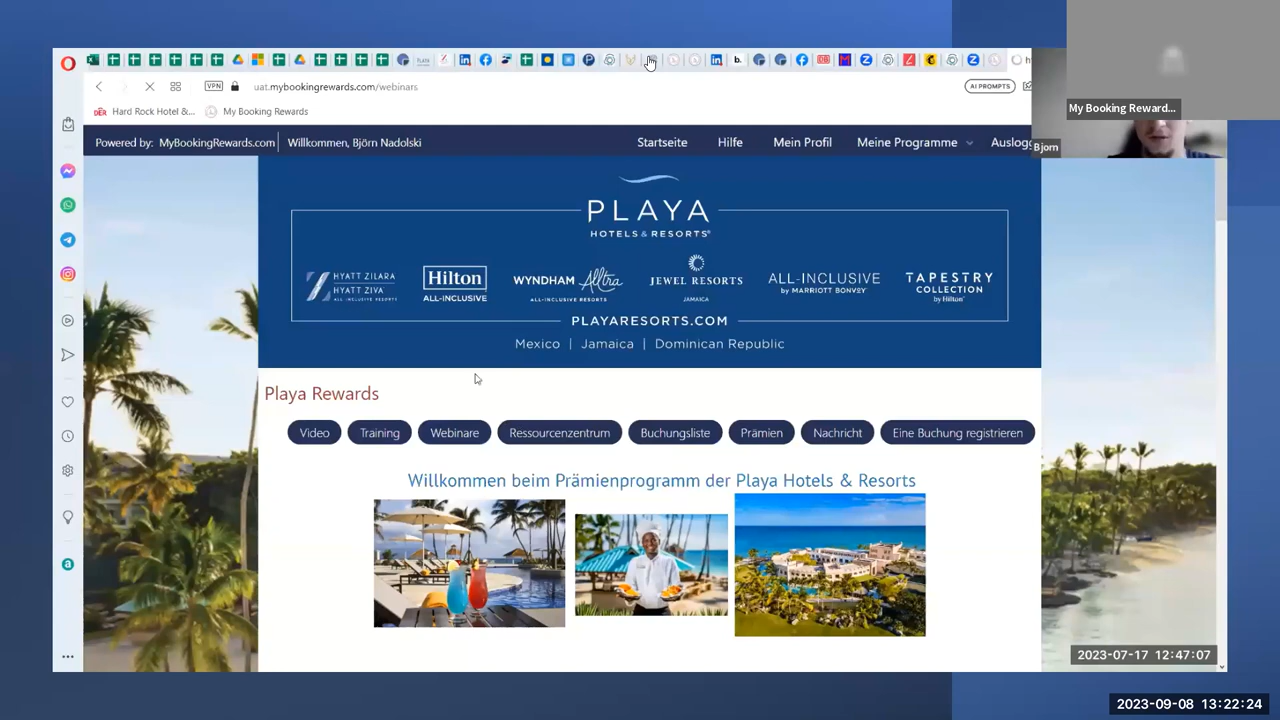 VPN
uat.mybookingrewards.com/webinars
AI PROMPTS
My Booking Reward...
DER
Hard Rock Hotel &...
My Booking Rewards
Powered by: MyBookingRewards.com
Willkommen, Björn Nadolski
Startseite
Hilfe
Mein Profil
Meine Programme
Auslogg
Bjorn
PLAYA
HOTELS & RESORTS
HYATT ZILARA
HYATT ZIVA
ALL-INCLUSIVE RESORTS
Hilton
ALL-INCLUSIVE
WYNDHAM Alltra
ALL-INCLUSIVE RESORTS
JEWEL RESORTS
JAMAICA
ALL-INCLUSIVE
by MARRIOTT BONVOY
TAPESTRY
COLLECTION
by Hilton
PLAYARESORTS.COM
Mexico | Jamaica | Dominican Republic
Playa Rewards
Video
Training
Webinare
Ressourcenzentrum
Buchungsliste
Prämien
Nachricht
Eine Buchung registrieren
Willkommen beim Prämienprogramm der Playa Hotels & Resorts
2023-07-17 12:47:07
2023-09-08 13:22:24